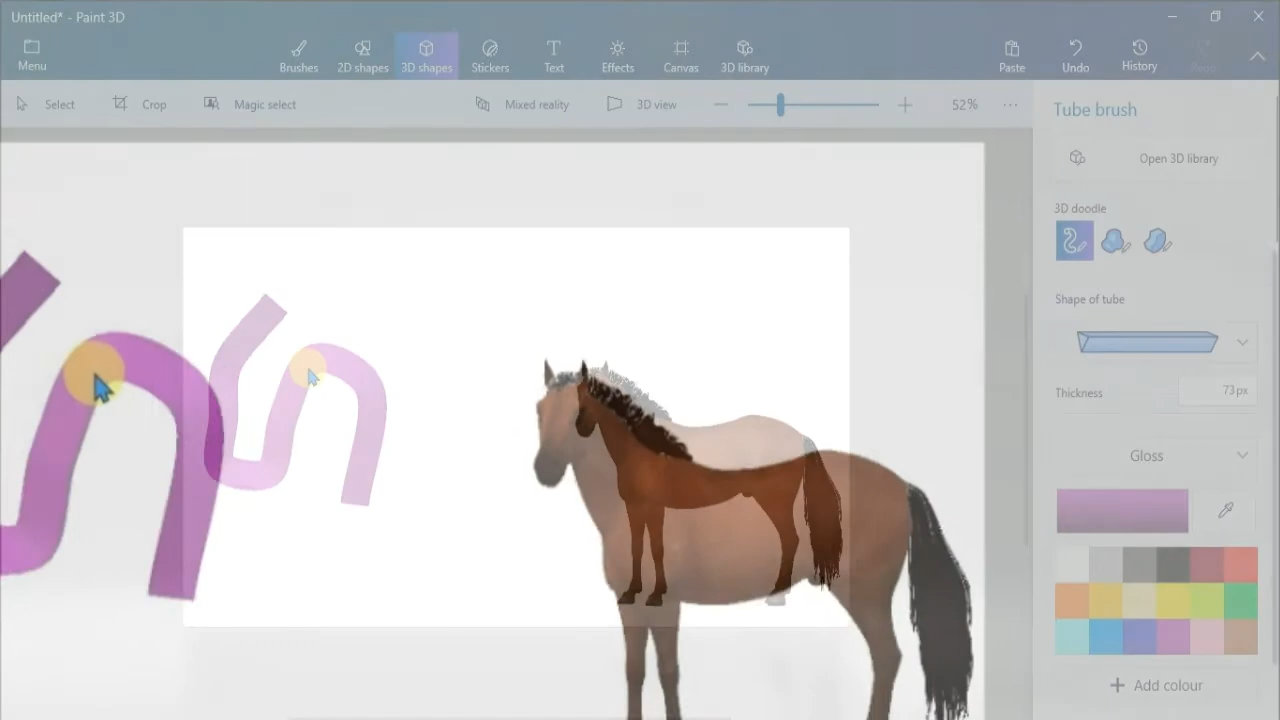 Untitled* - Paint 3D
Menu
Brushes
2D shapes
3D shapes
Stickers
Text
Effects
Canvas
3D library
Paste
Undo
History
Select
Crop
Magic select
Mixed reality
3D view
52%
Tube brush
Open 3D library
3D doodle
Shape of tube
Thickness
73px
Gloss
Add colour